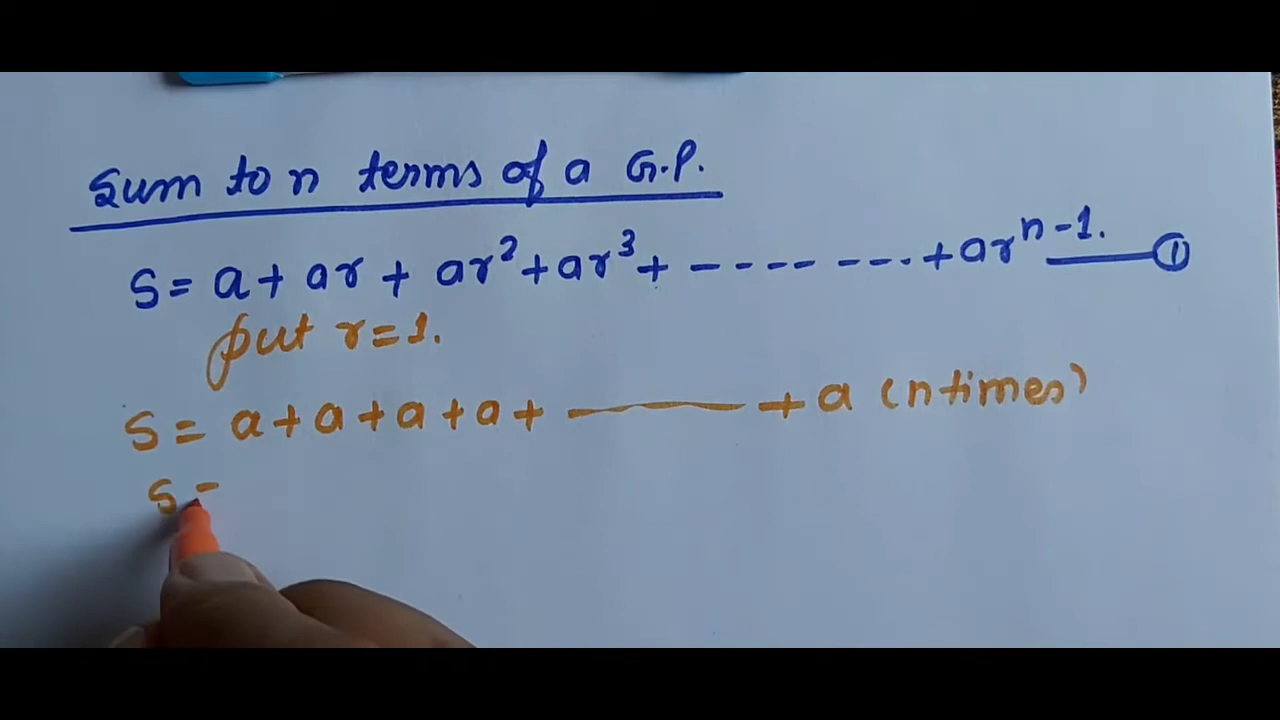 Sum to n terms of a G.P.
S = a + ar + ar² + ar³ + ---- --- + arⁿ⁻¹. —— ①
put r = 1.
S = a + a + a + a + —— + a (n times)
S =